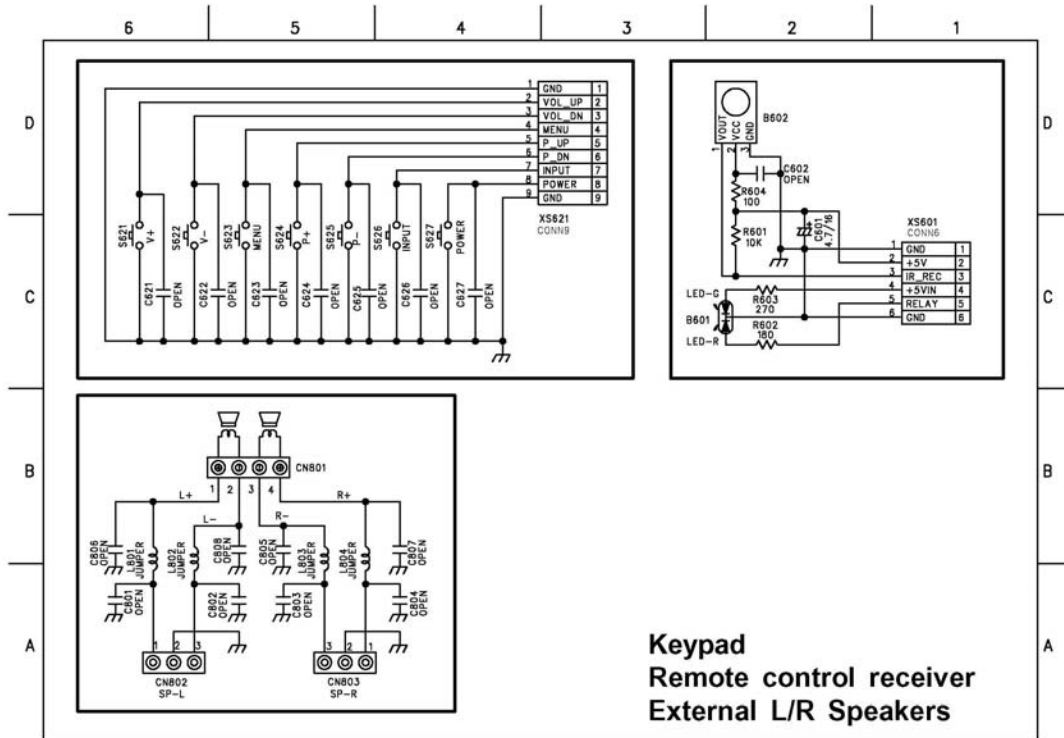 6 5 4 3 2 1
D
C
B
A
D
C
B
A
1 GND 1
2 VOL_UP 2
3 VOL_DN 3
4 MENU 4
5 P_UP 5
6 P_DN 6
7 INPUT 7
8 POWER 8
9 GND 9
XS621
CONN9
S621 V+
S622 V-
S623 MENU
S624 P+
S625 P-
S626 INPUT
S627 POWER
C621 OPEN
C622 OPEN
C623 OPEN
C624 OPEN
C625 OPEN
C626 OPEN
C627 OPEN
B602
VOUT VCC GND
1 2 3
C602
OPEN
R604
100
R601
10K
C601
4.7/16
+
XS601
CONN6
1 GND 1
2 +5V 2
3 IR_REC 3
4 +5VIN 4
5 RELAY 5
6 GND 6
LED-G
R603
270
B601
R602
180
LED-R
CN801
1 2 3 4
L+
R+
L-
R-
C806 OPEN
L801 JUMPER
L802 JUMPER
C808 OPEN
C805 OPEN
L803 JUMPER
L804 JUMPER
C807 OPEN
C801 OPEN
C802 OPEN
C803 OPEN
C804 OPEN
1 2 3
3 2 1
CN802
SP-L
CN803
SP-R
Keypad
Remote control receiver
External L/R Speakers